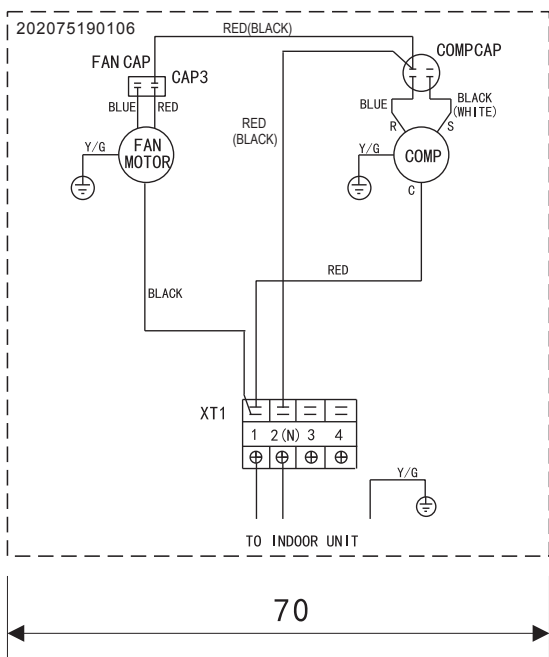 202075190106
RED(BLACK)
COMPCAP
FAN CAP
CAP3
BLUE
RED
RED
(BLACK)
BLUE
BLACK
(WHITE)
R
S
Y/G
FAN
MOTOR
Y/G
COMP
C
RED
BLACK
XT1
1
2(N)
3
4
Y/G
TO INDOOR UNIT
70